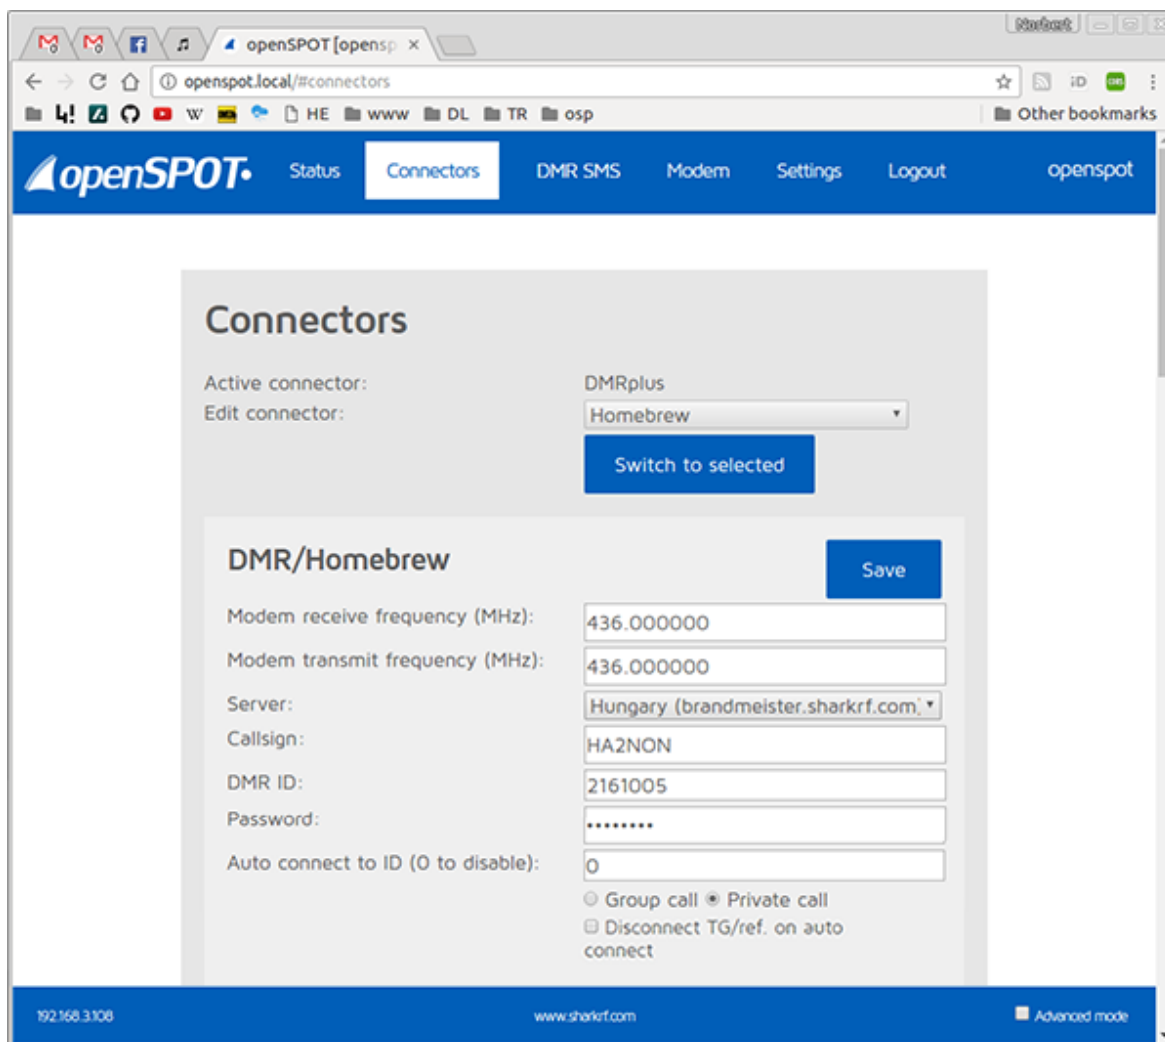 Norbert
openSPOT [opensp
openspot.local/#connectors
HE www DL TR osp Other bookmarks
openSPOT Status Connectors DMR SMS Modem Settings Logout openspot
Connectors
Active connector: DMRplus
Edit connector: Homebrew
Switch to selected
DMR/Homebrew Save
Modem receive frequency (MHz): 436.000000
Modem transmit frequency (MHz): 436.000000
Server: Hungary (brandmeister.sharkrf.com)
Callsign: HA2NON
DMR ID: 2161005
Password: ••••••••
Auto connect to ID (0 to disable): 0
Group call Private call
Disconnect TG/ref. on auto
connect
192.168.3.108 www.sharkrf.com Advanced mode